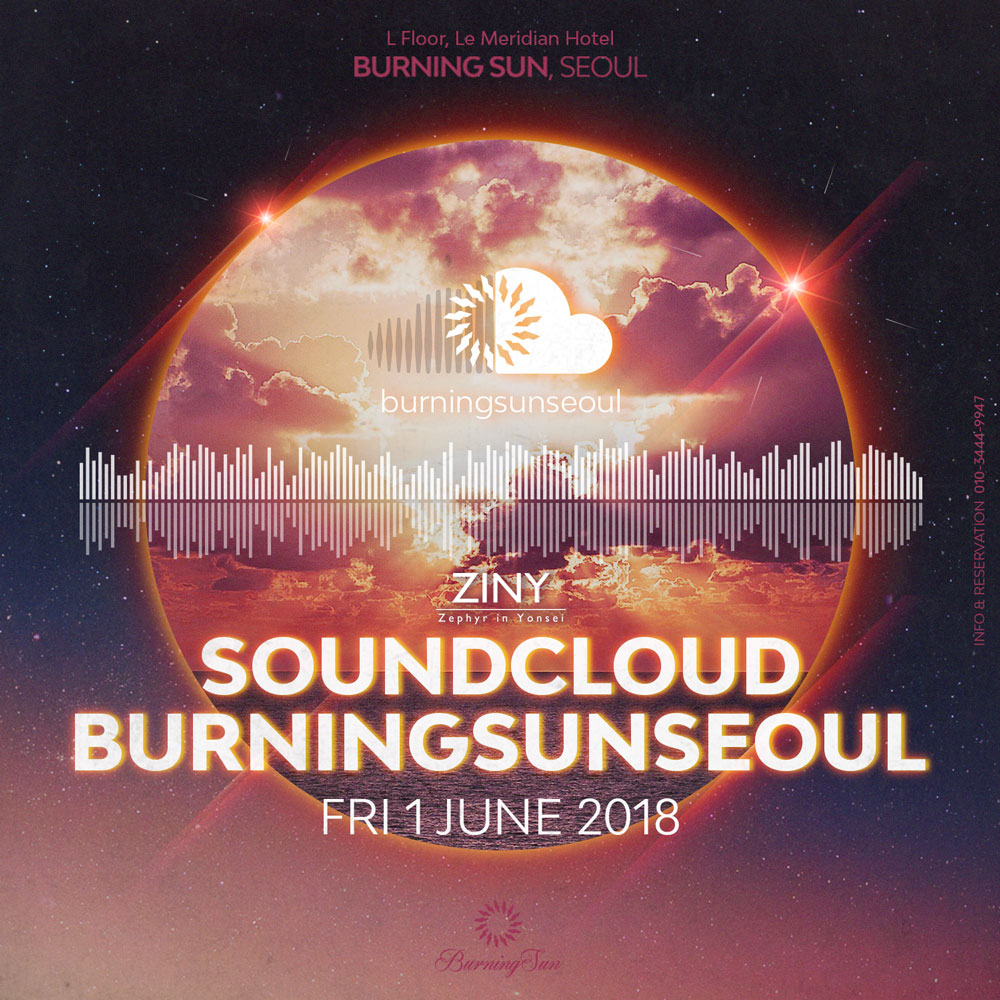 L Floor, Le Meridian Hotel
BURNING SUN, SEOUL
burningsunseoul
INFO & RESERVATION 010-3444-9947
ZINY
Zephyr in Yonsei
SOUNDCLOUD
BURNINGSUNSEOUL
FRI 1 JUNE 2018
BurningSun